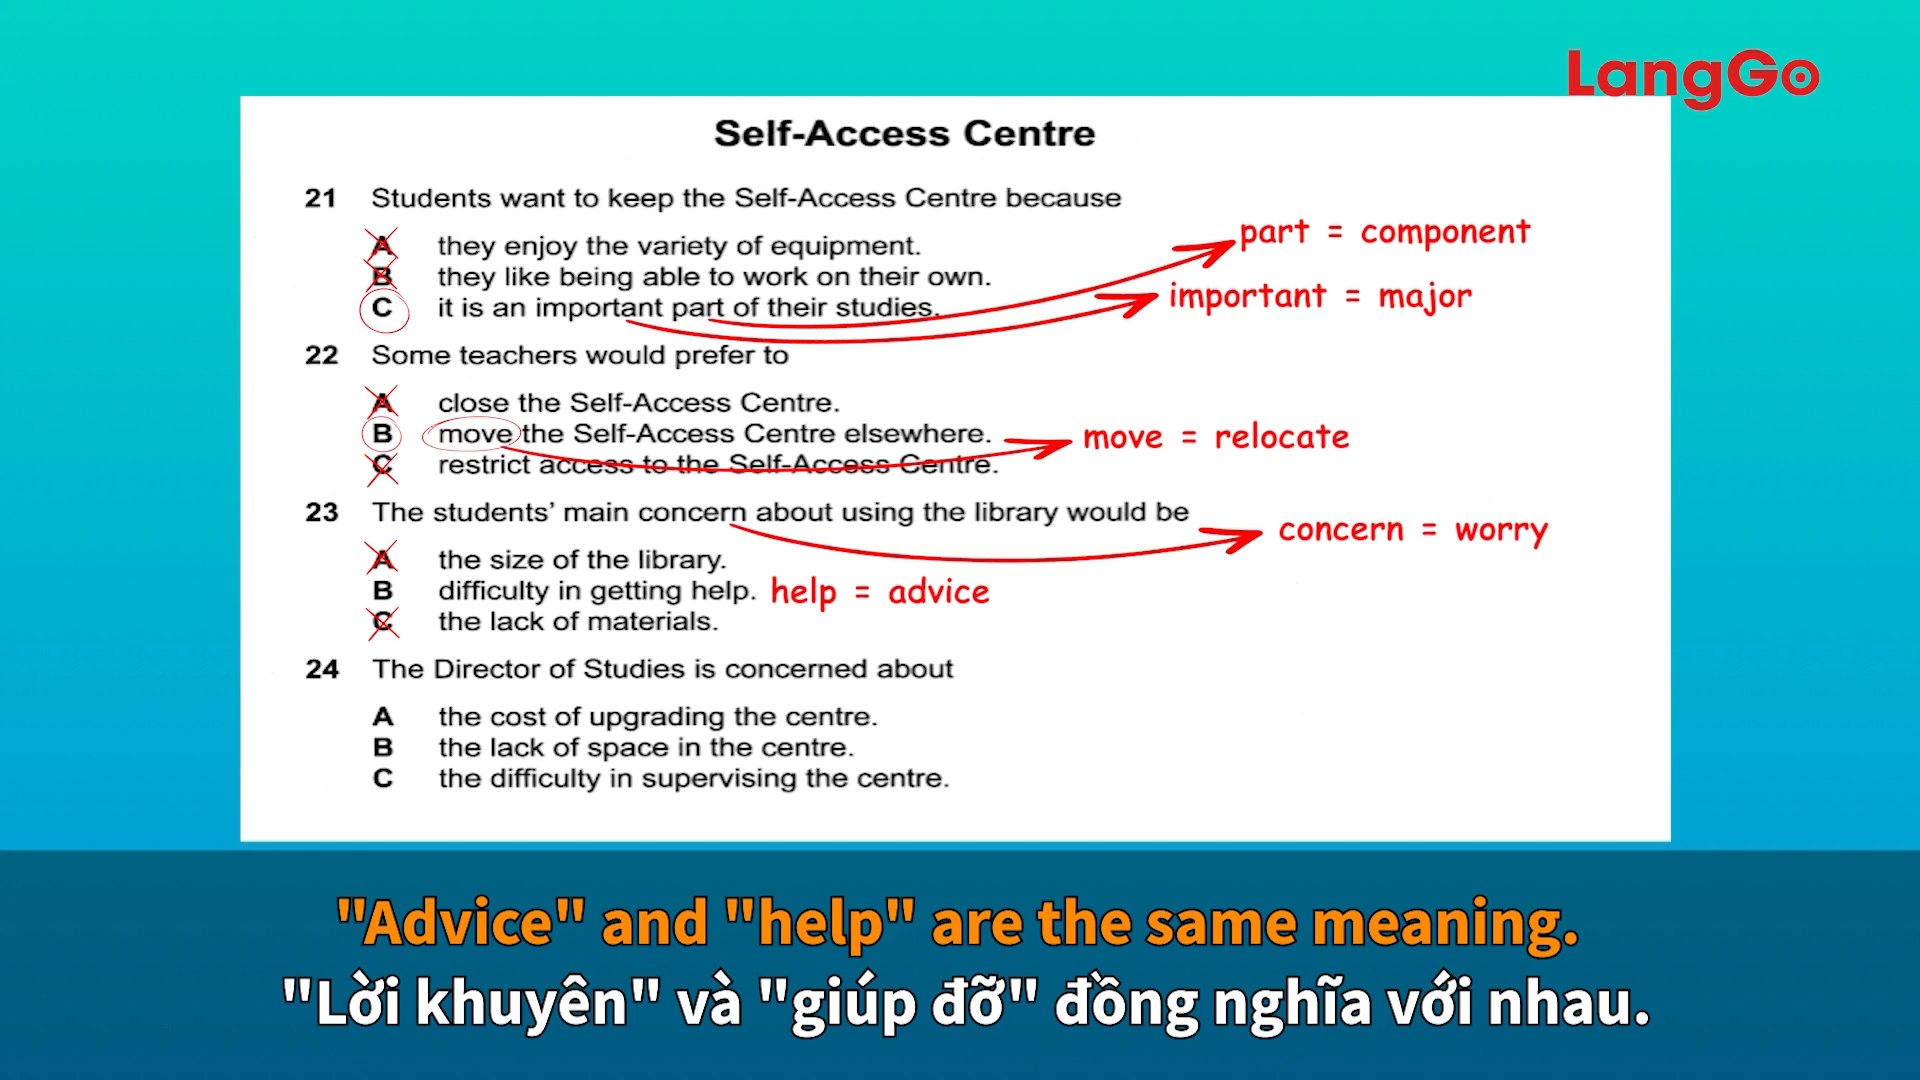 LangGo
Self-Access Centre
21 Students want to keep the Self-Access Centre because
A they enjoy the variety of equipment.
part = component
B they like being able to work on their own.
C it is an important part of their studies.
important = major
22 Some teachers would prefer to
A close the Self-Access Centre.
B move the Self-Access Centre elsewhere.
move = relocate
C restrict access to the Self-Access Centre.
23 The students' main concern about using the library would be
concern = worry
A the size of the library.
B difficulty in getting help. help = advice
C the lack of materials.
24 The Director of Studies is concerned about
A the cost of upgrading the centre.
B the lack of space in the centre.
C the difficulty in supervising the centre.
"Advice" and "help" are the same meaning.
"Lời khuyên" và "giúp đỡ" đồng nghĩa với nhau.